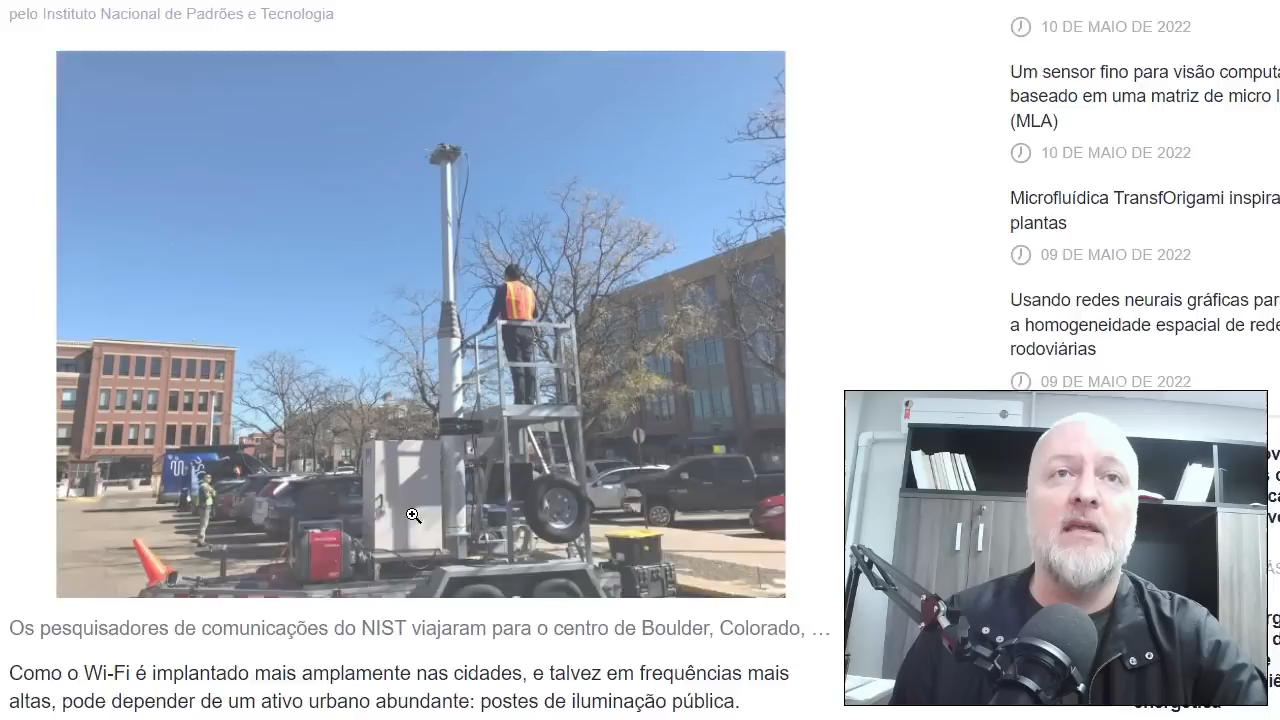 pelo Instituto Nacional de Padrões e Tecnologia
Os pesquisadores de comunicações do NIST viajaram para o centro de Boulder, Colorado, …
Como o Wi-Fi é implantado mais amplamente nas cidades, e talvez em frequências mais
altas, pode depender de um ativo urbano abundante: postes de iluminação pública.
10 DE MAIO DE 2022
Um sensor fino para visão
baseado em uma matriz de micro
(MLA)
10 DE MAIO DE 2022
Microfluídica TransfOrigami
plantas
09 DE MAIO DE 2022
Usando redes neurais gráficas
a homogeneidade espacial de
rodoviárias
09 DE MAIO DE 2022